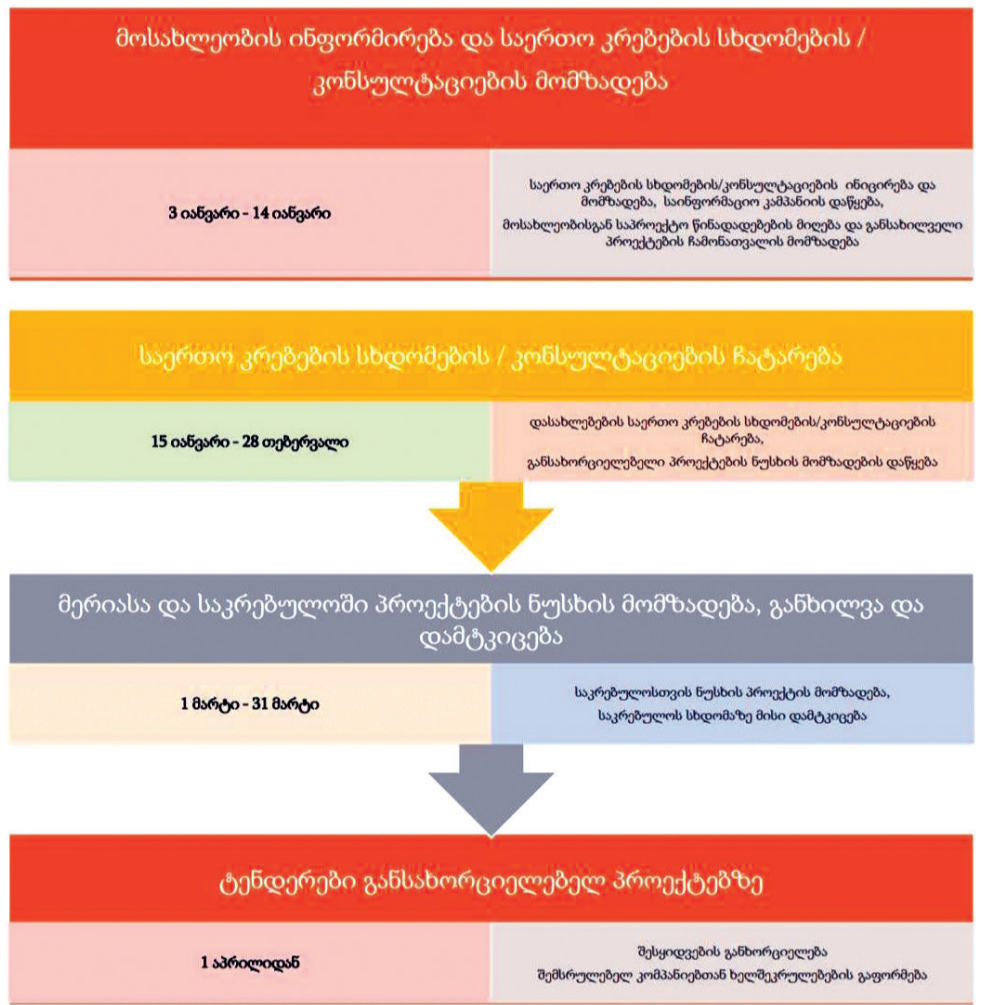 მოსახლეობის ინფორმირება და საერთო კრებების სხდომების /
კონსულტაციების მომზადება
3 იანვარი - 14 იანვარი
საერთო კრებების სხდომების/კონსულტაციების ინიცირება და
მომზადება, საინფორმაციო კამპანიის დაწყება,
მოსახლეობისგან საპროექტო წინადადებების მიღება და განსახილველი
პროექტების ჩამონათვალის მომზადება
საერთო კრებების სხდომების / კონსულტაციების ჩატარება
15 იანვარი - 28 თებერვალი
დასახლებების საერთო კრებების სხდომების/კონსულტაციების
ჩატარება,
განსახორციელებელი პროექტების ნუსხის მომზადების დაწყება
მერიასა და საკრებულოში პროექტების ნუსხის მომზადება, განხილვა და
დამტკიცება
1 მარტი - 31 მარტი
საკრებულოსთვის ნუსხის პროექტის მომზადება,
საკრებულოს სხდომაზე მისი დამტკიცება
ტენდერები განსახორციელებელ პროექტებზე
1 აპრილიდან
შესყიდვების განხორციელება
შემსრულებელ კომპანიებთან ხელშეკრულებების გაფორმება